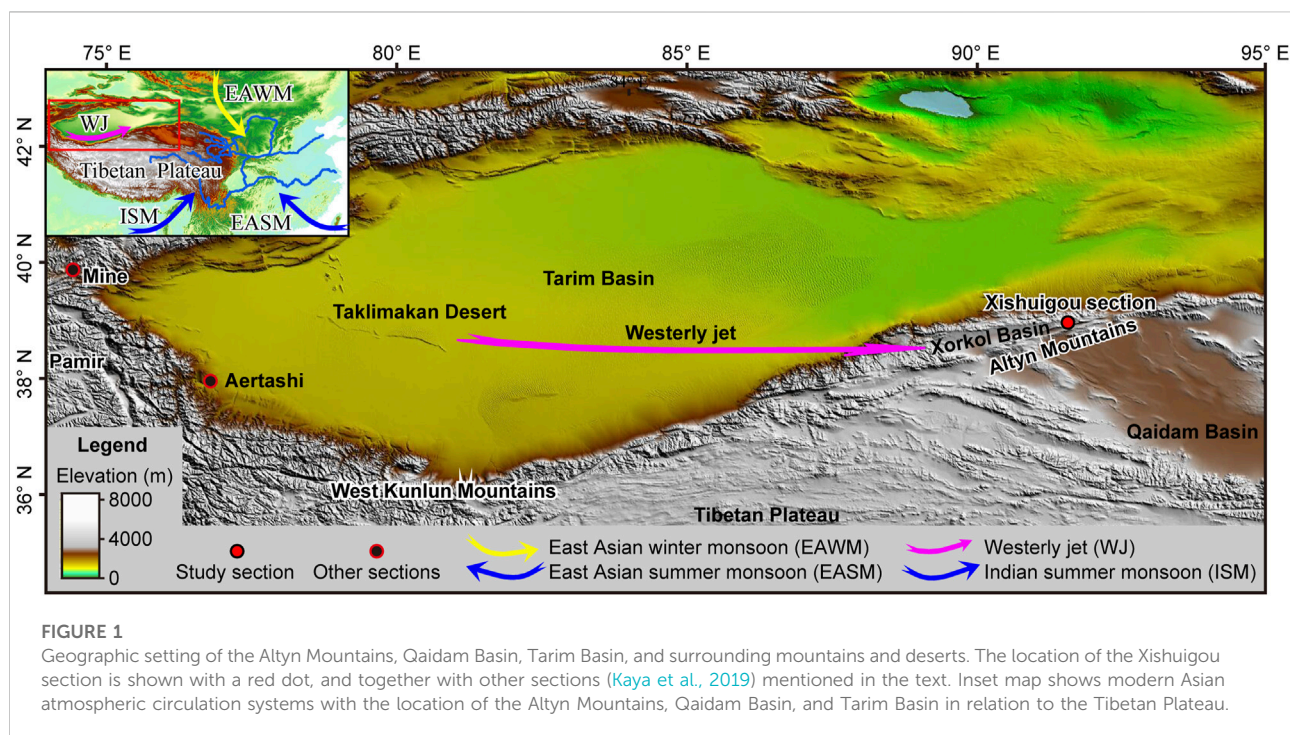 75° E
80° E
85° E
90° E
95° E
42° N
40° N
38° N
36° N
EAWM
WJ
Tibetan Plateau
ISM
EASM
Mine
Pamir
Aertashi
Taklimakan Desert
Tarim Basin
Westerly jet
Xishuigou section
Xorkol Basin
Altyn Mountains
Qaidam Basin
West Kunlun Mountains
Tibetan Plateau
Legend
Elevation (m)
8000
4000
0
Study section
Other sections
East Asian winter monsoon (EAWM)
East Asian summer monsoon (EASM)
Westerly jet (WJ)
Indian summer monsoon (ISM)
FIGURE 1
Geographic setting of the Altyn Mountains, Qaidam Basin, Tarim Basin, and surrounding mountains and deserts. The location of the Xishuigou
section is shown with a red dot, and together with other sections (Kaya et al., 2019) mentioned in the text. Inset map shows modern Asian
atmospheric circulation systems with the location of the Altyn Mountains, Qaidam Basin, and Tarim Basin in relation to the Tibetan Plateau.